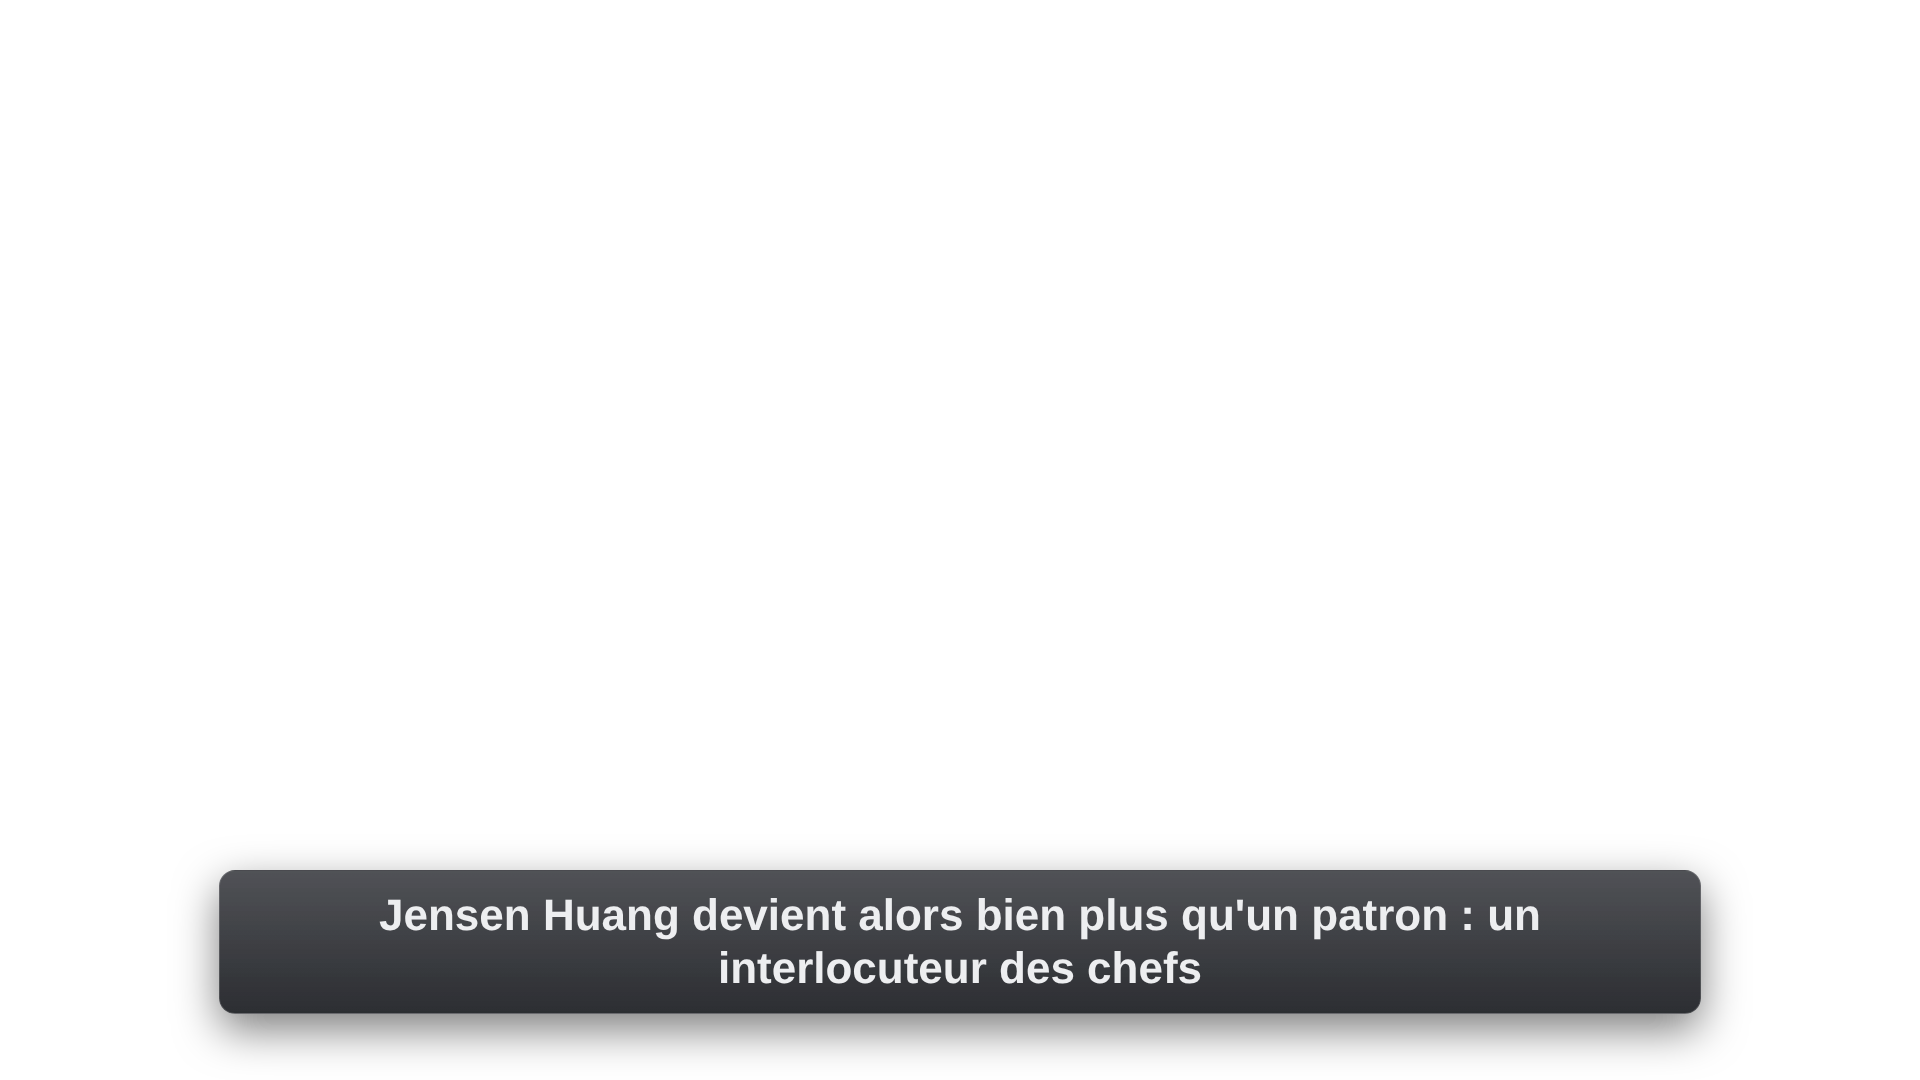 Jensen Huang devient alors bien plus qu'un patron : un
interlocuteur des chefs